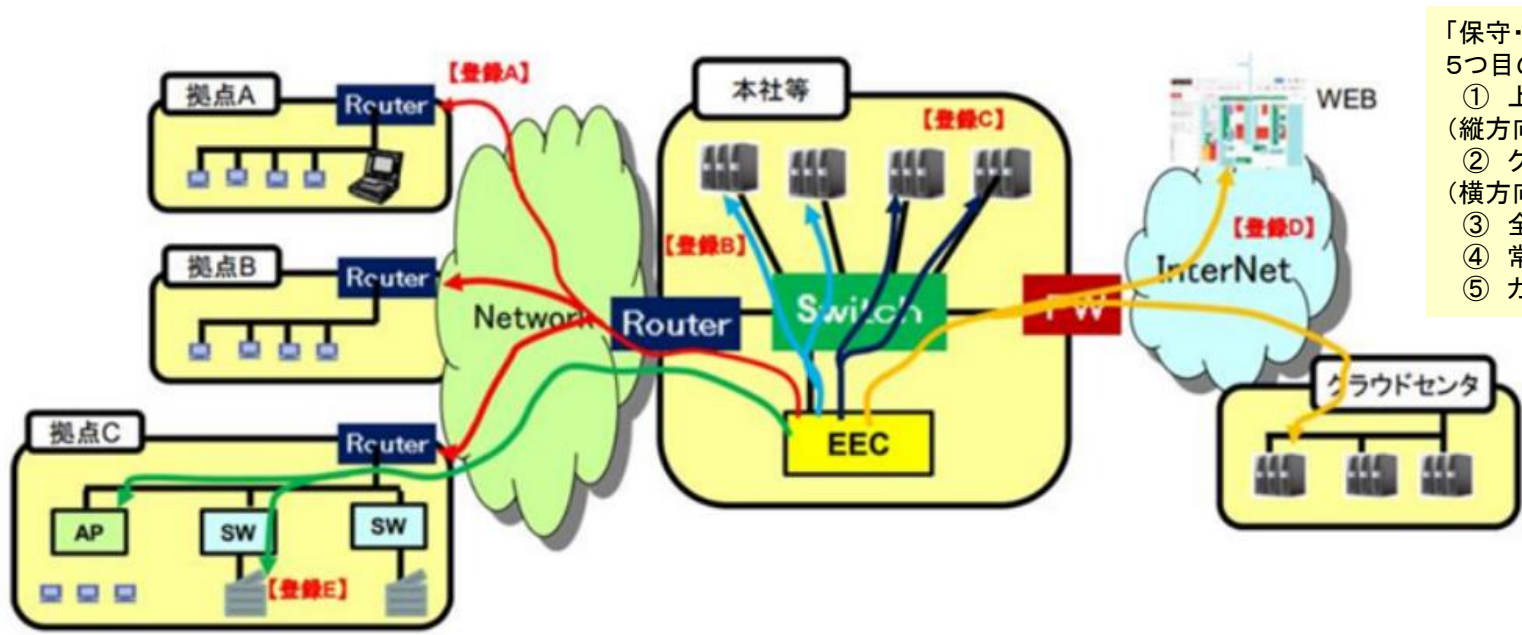 拠点A
Router
【登録A】
拠点B
Router
Network
拠点C
Router
AP
SW
SW
【登録E】
本社等
【登録C】
【登録B】
Router
Switch
FW
EEC
WEB
【登録D】
InterNet
クラウドセンタ
「保守・
5つ目の
① 上
(縦方向
② ク
(横方向
③ 全
④ 常
⑤ カ